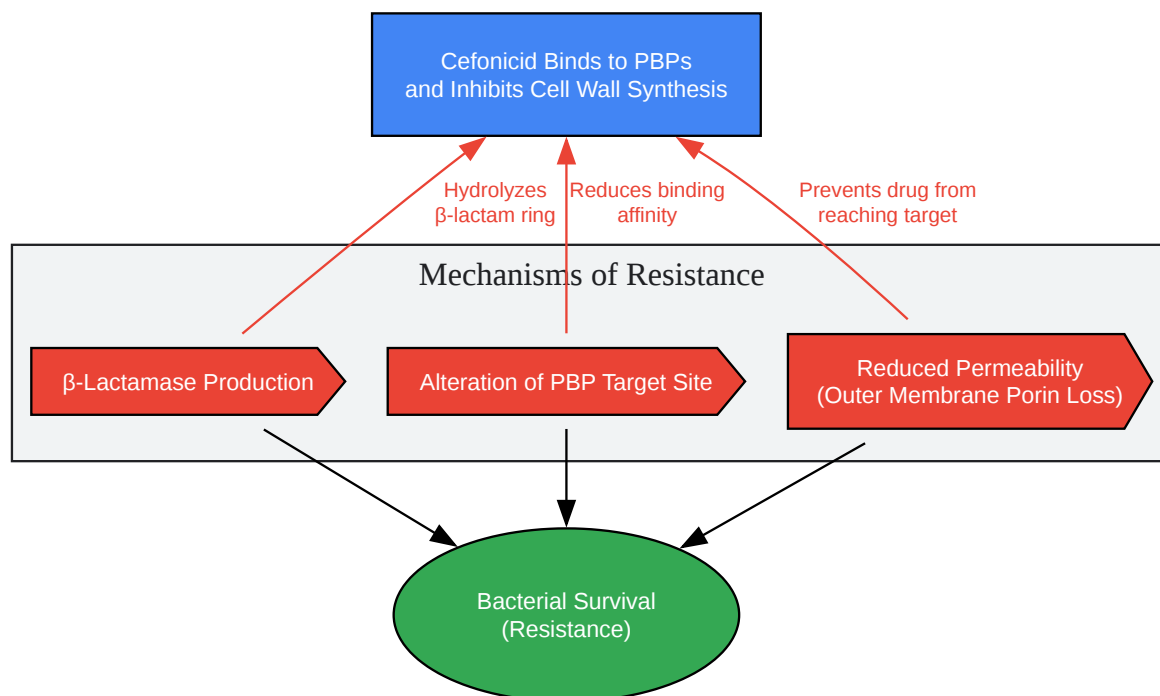 Cefonicid Binds to PBPs
and Inhibits Cell Wall Synthesis
Hydrolyzes
β-lactam ring
Reduces binding
affinity
Prevents drug from
reaching target
Mechanisms of Resistance
β-Lactamase Production
Alteration of PBP Target Site
Reduced Permeability
(Outer Membrane Porin Loss)
Bacterial Survival
(Resistance)